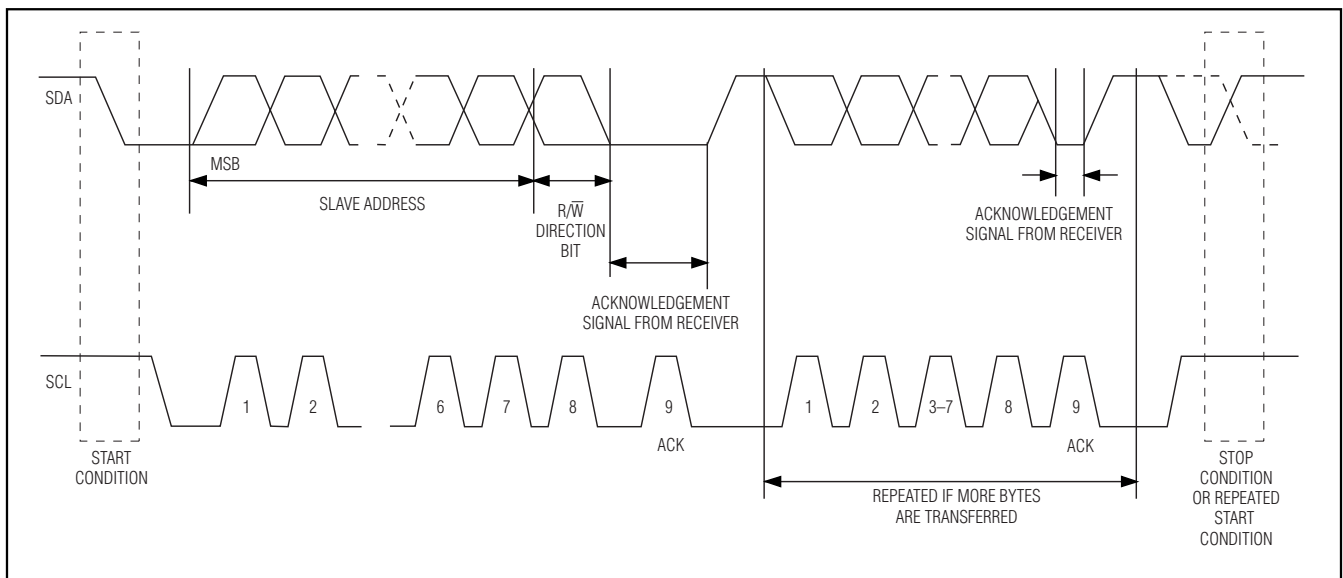 SDA
MSB
SLAVE ADDRESS
R/W̅
DIRECTION
BIT
ACKNOWLEDGEMENT
SIGNAL FROM RECEIVER
ACKNOWLEDGEMENT
SIGNAL FROM RECEIVER
SCL
1 2 6 7 8 9 1 2 3–7 8 9
ACK ACK
START
CONDITION
REPEATED IF MORE BYTES
ARE TRANSFERRED
STOP
CONDITION
OR REPEATED
START
CONDITION